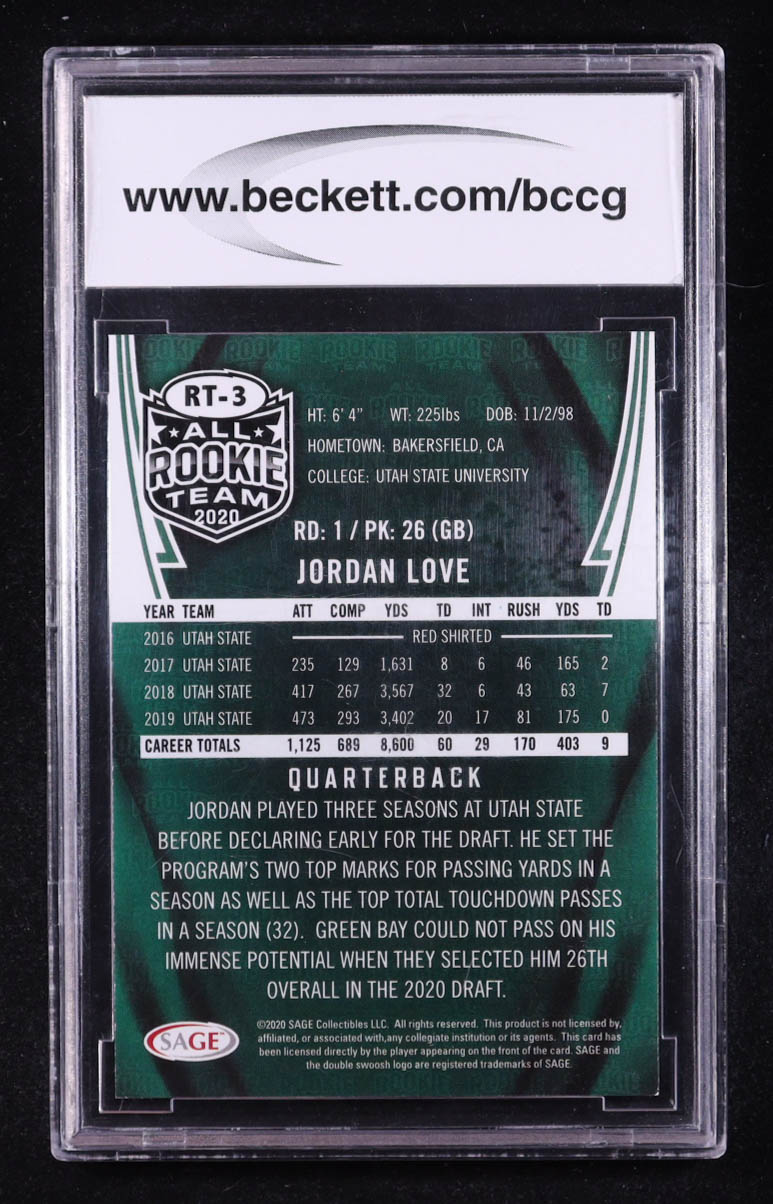 www.beckett.com/bccg
RT-3
ALL
ROOKIE
TEAM
2020
HT: 6' 4" WT: 225lbs DOB: 11/2/98
HOMETOWN: BAKERSFIELD, CA
COLLEGE: UTAH STATE UNIVERSITY
RD: 1 / PK: 26 (GB)
JORDAN LOVE
YEAR TEAM ATT COMP YDS TD INT RUSH YDS TD
2016 UTAH STATE RED SHIRTED
2017 UTAH STATE 235 129 1,631 8 6 46 165 2
2018 UTAH STATE 417 267 3,567 32 6 43 63 7
2019 UTAH STATE 473 293 3,402 20 17 81 175 0
CAREER TOTALS 1,125 689 8,600 60 29 170 403 9
QUARTERBACK
JORDAN PLAYED THREE SEASONS AT UTAH STATE
BEFORE DECLARING EARLY FOR THE DRAFT. HE SET THE
PROGRAM'S TWO TOP MARKS FOR PASSING YARDS IN A
SEASON AS WELL AS THE TOP TOTAL TOUCHDOWN PASSES
IN A SEASON (32). GREEN BAY COULD NOT PASS ON HIS
IMMENSE POTENTIAL WHEN THEY SELECTED HIM 26TH
OVERALL IN THE 2020 DRAFT.
SAGE
©2020 SAGE Collectibles LLC. All rights reserved. This product is not licensed by,
affiliated, or associated with,any collegiate institution or its agents. This card has
been licensed directly by the player appearing on the front of the card. SAGE and
the double swoosh logo are registered trademarks of SAGE.